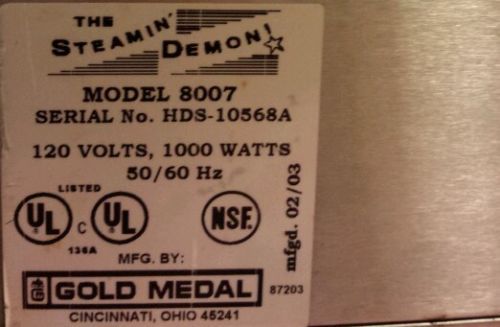 THE
STEAMIN' DEMON!
MODEL 8007
SERIAL No. HDS-10568A
120 VOLTS, 1000 WATTS
50/60 Hz
LISTED
UL C UL NSF.
136A
mfgd. 02/03
MFG. BY:
GOLD MEDAL 87203
CINCINNATI, OHIO 45241